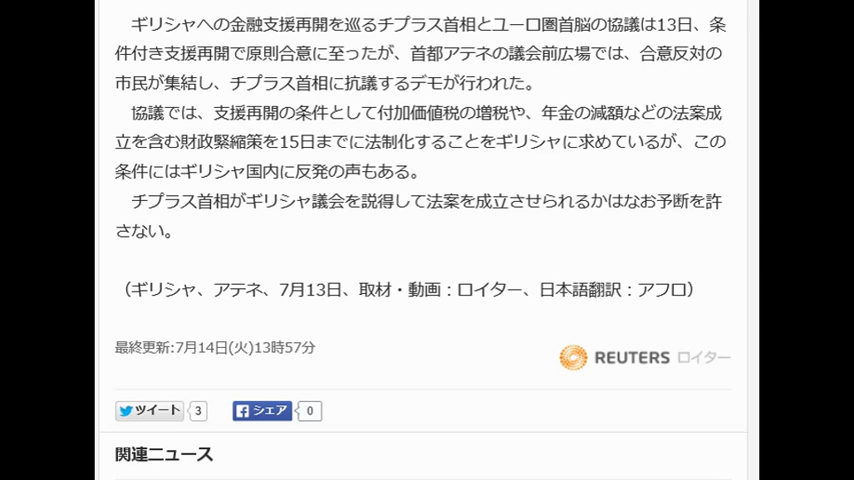 ギリシャへの金融支援再開を巡るチプラス首相とユーロ圏首脳の協議は13日、条
件付き支援再開で原則合意に至ったが、首都アテネの議会前広場では、合意反対の
市民が集結し、チプラス首相に抗議するデモが行われた。
協議では、支援再開の条件として付加価値税の増税や、年金の減額などの法案成
立を含む財政緊縮策を15日までに法制化することをギリシャに求めているが、この
条件にはギリシャ国内に反発の声もある。
チプラス首相がギリシャ議会を説得して法案を成立させられるかはなお予断を許
さない。
（ギリシャ、アテネ、7月13日、取材・動画：ロイター、日本語翻訳：アフロ）
最終更新:7月14日(火)13時57分
REUTERS ロイター
ツイート 3 シェア 0
関連ニュース